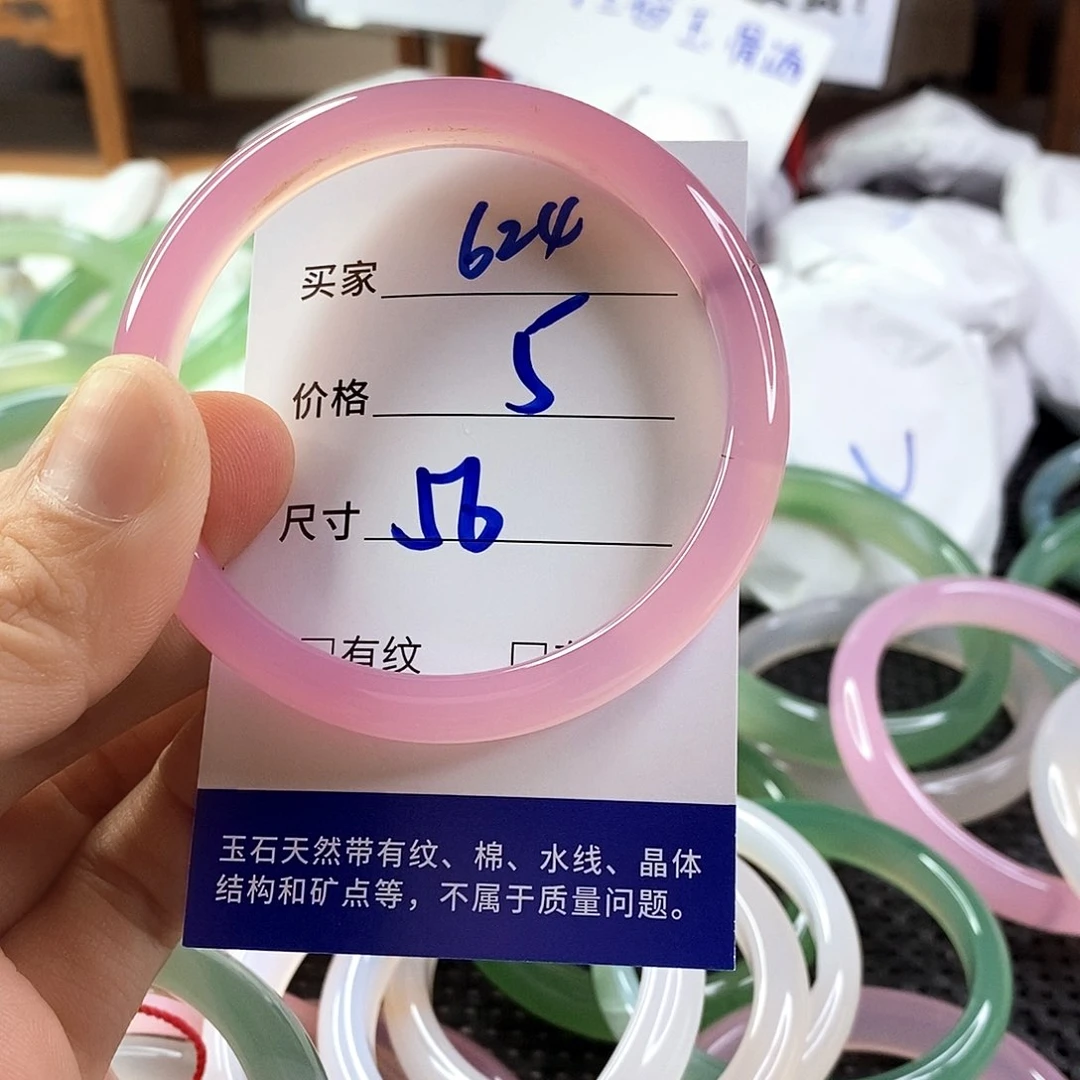 买家 624
价格 5
尺寸 56
□有纹 □
玉石天然带有纹、棉、水线、晶体
结构和矿点等，不属于质量问题。